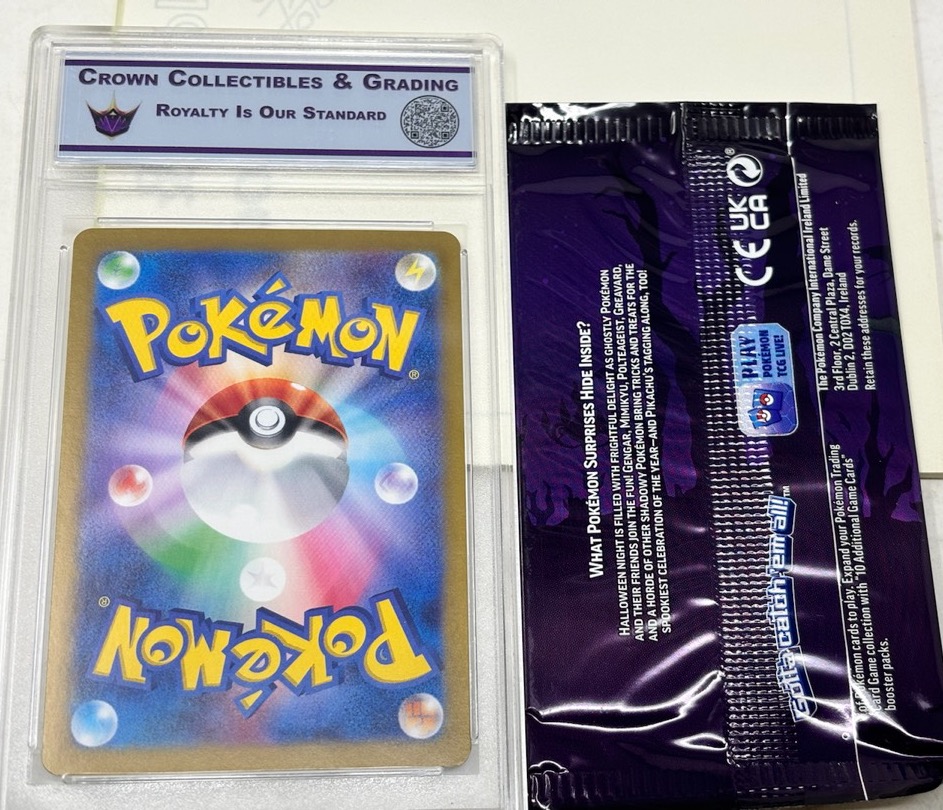 CROWN COLLECTIBLES & GRADING
ROYALTY IS OUR STANDARD
POKéMON®
POKéMON®
WHAT POKÉMON SURPRISES HIDE INSIDE?
HALLOWEEN NIGHT IS FILLED WITH FRIGHTFUL DELIGHT AS GHOSTLY POKÉMON
AND THEIR FRIENDS JOIN THE FUN! GENGAR, MIMIKYU, POLTEAGEIST, GREAVARD,
AND A HORDE OF OTHER SHADOWY POKÉMON BRING TRICKS AND TREATS FOR THE
SPOOKIEST CELEBRATION OF THE YEAR—AND PIKACHU'S TAGGING ALONG, TOO!
CE UK
CA
®
PLAY
POKÉMON
TCG LIVE!
Gotta catch 'em all!™
The Pokémon Company International Ireland Limited
3rd Floor, 2 Central Plaza, Dame Street
Dublin 2, D02 T0X4, Ireland
Retain these addresses for your records.
of Pokémon cards to play. Expand your Pokémon Trading
Card Game collection with "10 Additional Game Cards"
booster packs.